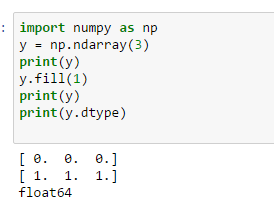 : import numpy as np
y = np.ndarray(3)
print(y)
y.fill(1)
print(y)
print(y.dtype)
[ 0.  0.  0.]
[ 1.  1.  1.]
float64